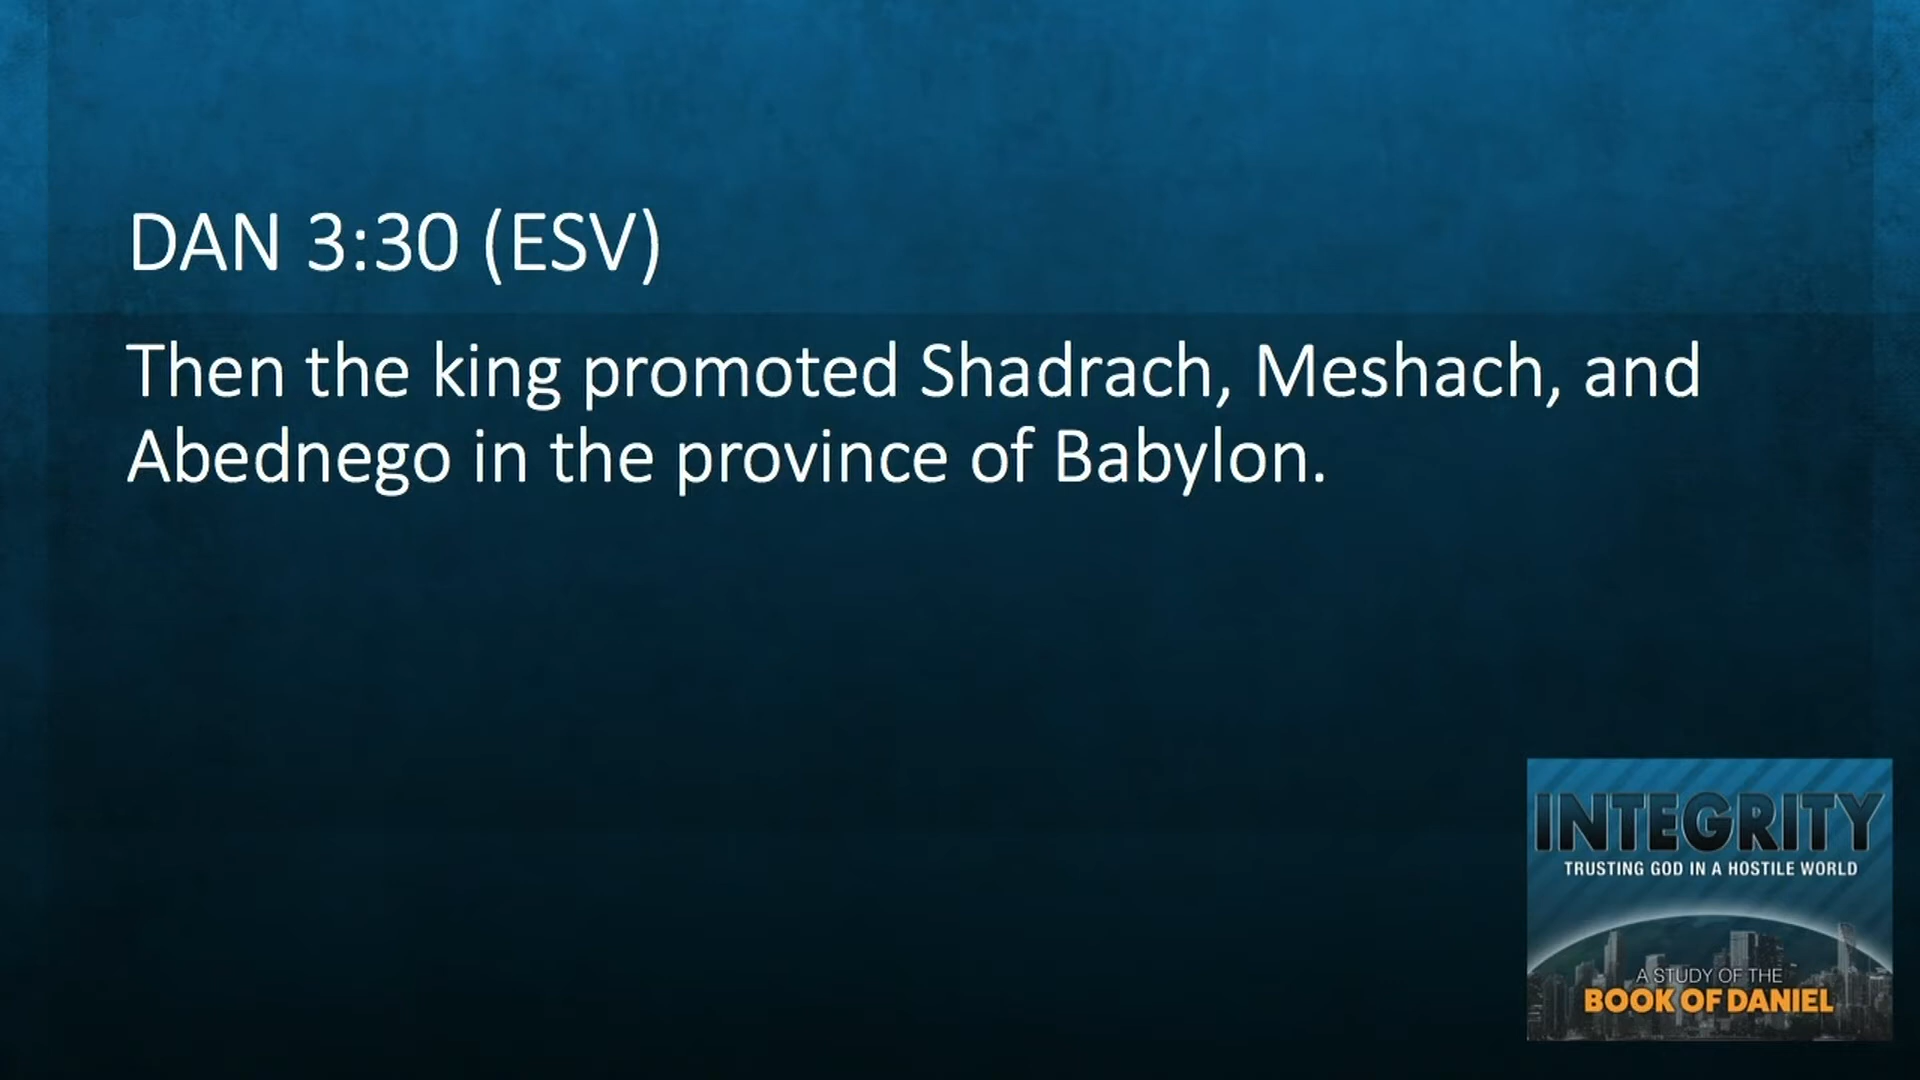 DAN 3:30 (ESV)
Then the king promoted Shadrach, Meshach, and
Abednego in the province of Babylon.
INTEGRITY
TRUSTING GOD IN A HOSTILE WORLD
A STUDY OF THE
BOOK OF DANIEL